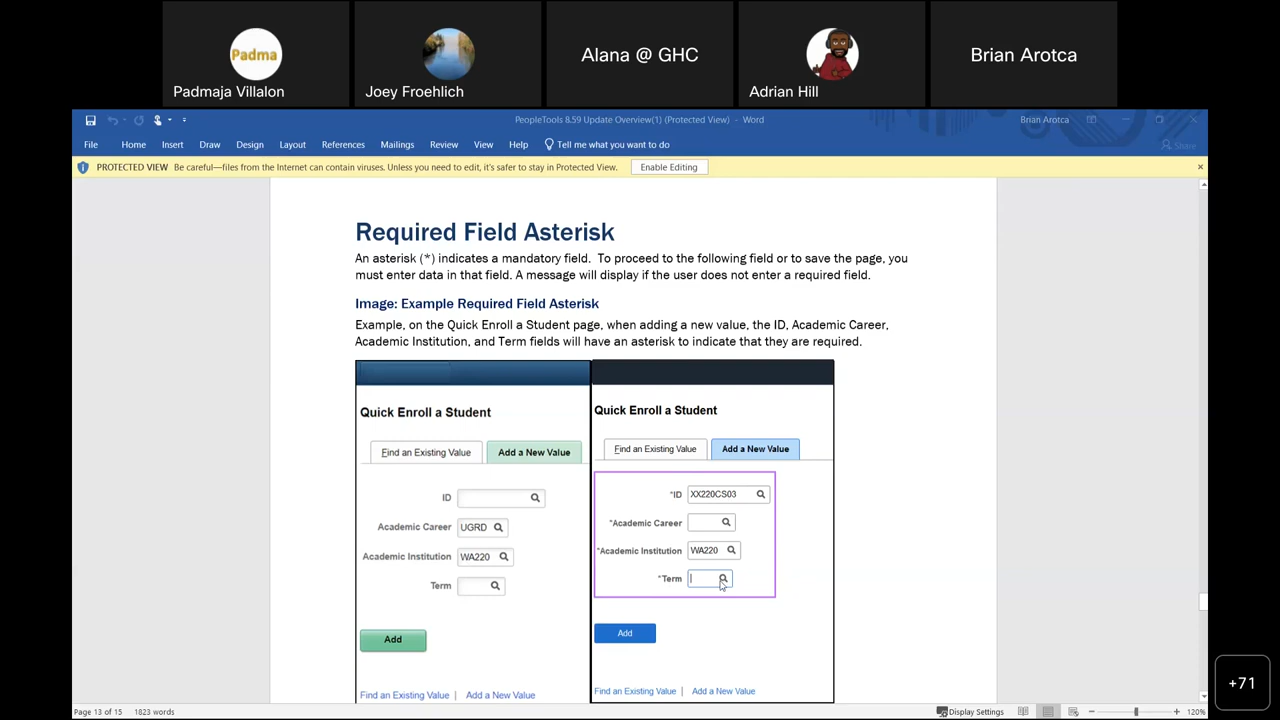 Padma
Padmaja Villalon
Joey Froehlich
Alana @ GHC
Adrian Hill
Brian Arotca
PeopleTools 8.59 Update Overview(1) (Protected View) - Word
Brian Arotca
File Home Insert Draw Design Layout References Mailings Review View Help Tell me what you want to do
Share
PROTECTED VIEW Be careful—files from the Internet can contain viruses. Unless you need to edit, it's safer to stay in Protected View. Enable Editing
Required Field Asterisk
An asterisk (*) indicates a mandatory field. To proceed to the following field or to save the page, you
must enter data in that field. A message will display if the user does not enter a required field.
Image: Example Required Field Asterisk
Example, on the Quick Enroll a Student page, when adding a new value, the ID, Academic Career,
Academic Institution, and Term fields will have an asterisk to indicate that they are required.
Quick Enroll a Student
Find an Existing Value Add a New Value
ID
Academic Career UGRD
Academic Institution WA220
Term
Add
Find an Existing Value | Add a New Value
Quick Enroll a Student
Find an Existing Value Add a New Value
*ID XX220CS03
*Academic Career
*Academic Institution WA220
*Term
Add
Find an Existing Value | Add a New Value
+71
Page 13 of 15 1823 words
Display Settings
120%